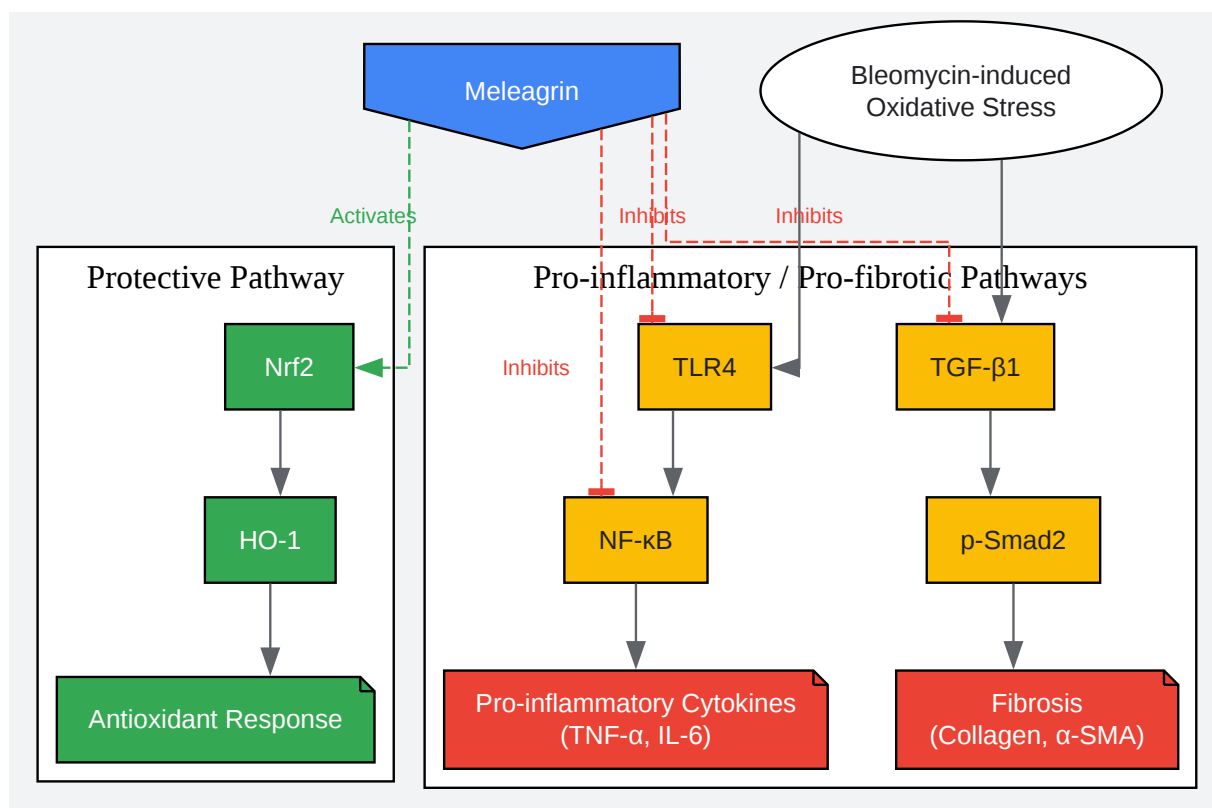 Meleagrin
Bleomycin-induced
Oxidative Stress
Activates
Inhibits
Inhibits
Protective Pathway
Pro-inflammatory / Pro-fibrotic Pathways
Nrf2
Inhibits
TLR4
TGF-β1
HO-1
NF-κB
p-Smad2
Antioxidant Response
Pro-inflammatory Cytokines
(TNF-α, IL-6)
Fibrosis
(Collagen, α-SMA)